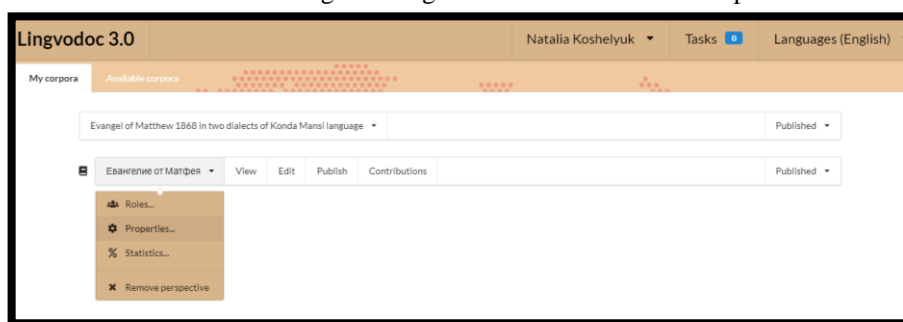 Lingvodoc 3.0 Natalia Koshelyuk Tasks 0 Languages (English)
My corpora Available corpora
Evangel of Matthew 1868 in two dialects of Konda Mansi language Published
Евангелие от Матфея View Edit Publish Contributions Published
Roles...
Properties...
Statistics...
Remove perspective